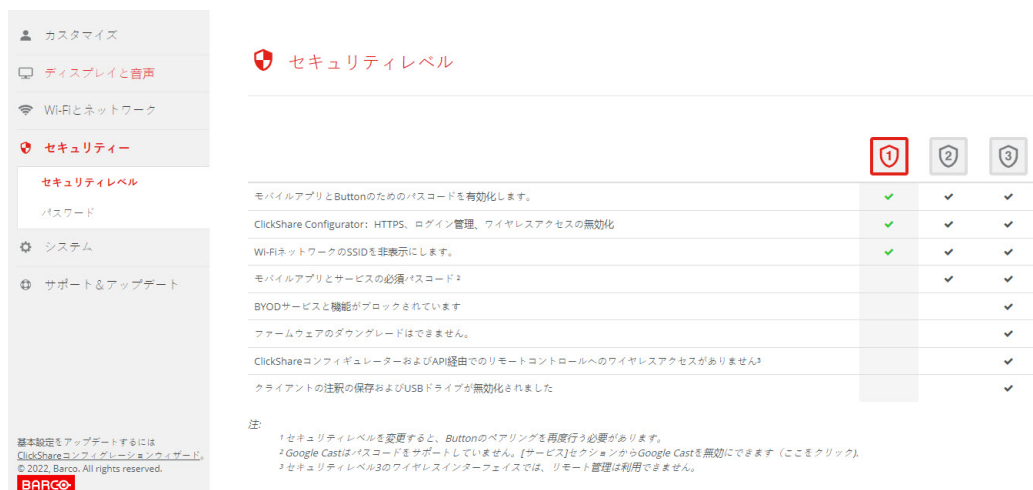 カスタマイズ
ディスプレイと音声
Wi-Fiとネットワーク
セキュリティー
セキュリティレベル
パスワード
システム
サポート＆アップデート
基本設定をアップデートするには
ClickShareコンフィグレーションウィザード。
© 2022, Barco. All rights reserved.
BARCO
セキュリティレベル
1 2 3
モバイルアプリとButtonのためのパスコードを有効化します。
ClickShare Configurator：HTTPS、ログイン管理、ワイヤレスアクセスの無効化
Wi-FiネットワークのSSIDを非表示にします。
モバイルアプリとサービスの必須パスコード ²
BYODサービスと機能がブロックされています
ファームウェアのダウングレードはできません。
ClickShareコンフィギュレーターおよびAPI経由でのリモートコントロールへのワイヤレスアクセスがありません³
クライアントの注釈の保存およびUSBドライブが無効化されました
注:
¹ セキュリティレベルを変更すると、Buttonのペアリングを再度行う必要があります。
² Google Castはパスコードをサポートしていません。[サービス]セクションからGoogle Castを無効にできます（ここをクリック).
³ セキュリティレベル3のワイヤレスインターフェイスでは、リモート管理は利用できません。